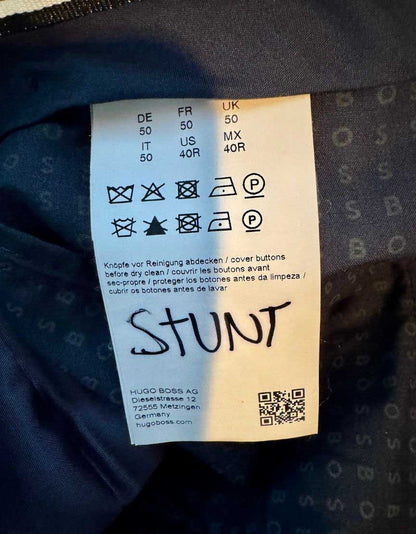 DE FR UK
50 50 50
IT US MX
50 40R 40R
P
P
Knöpfe vor Reinigung abdecken / cover buttons
before dry clean / couvrir les boutons avant
sec-propre / proteger los botones antes da limpeza /
cubrir os botones antes de lavar
STUNT
HUGO BOSS AG
Dieselstrasse 12
72555 Metzingen
Germany
hugoboss.com
BOSS